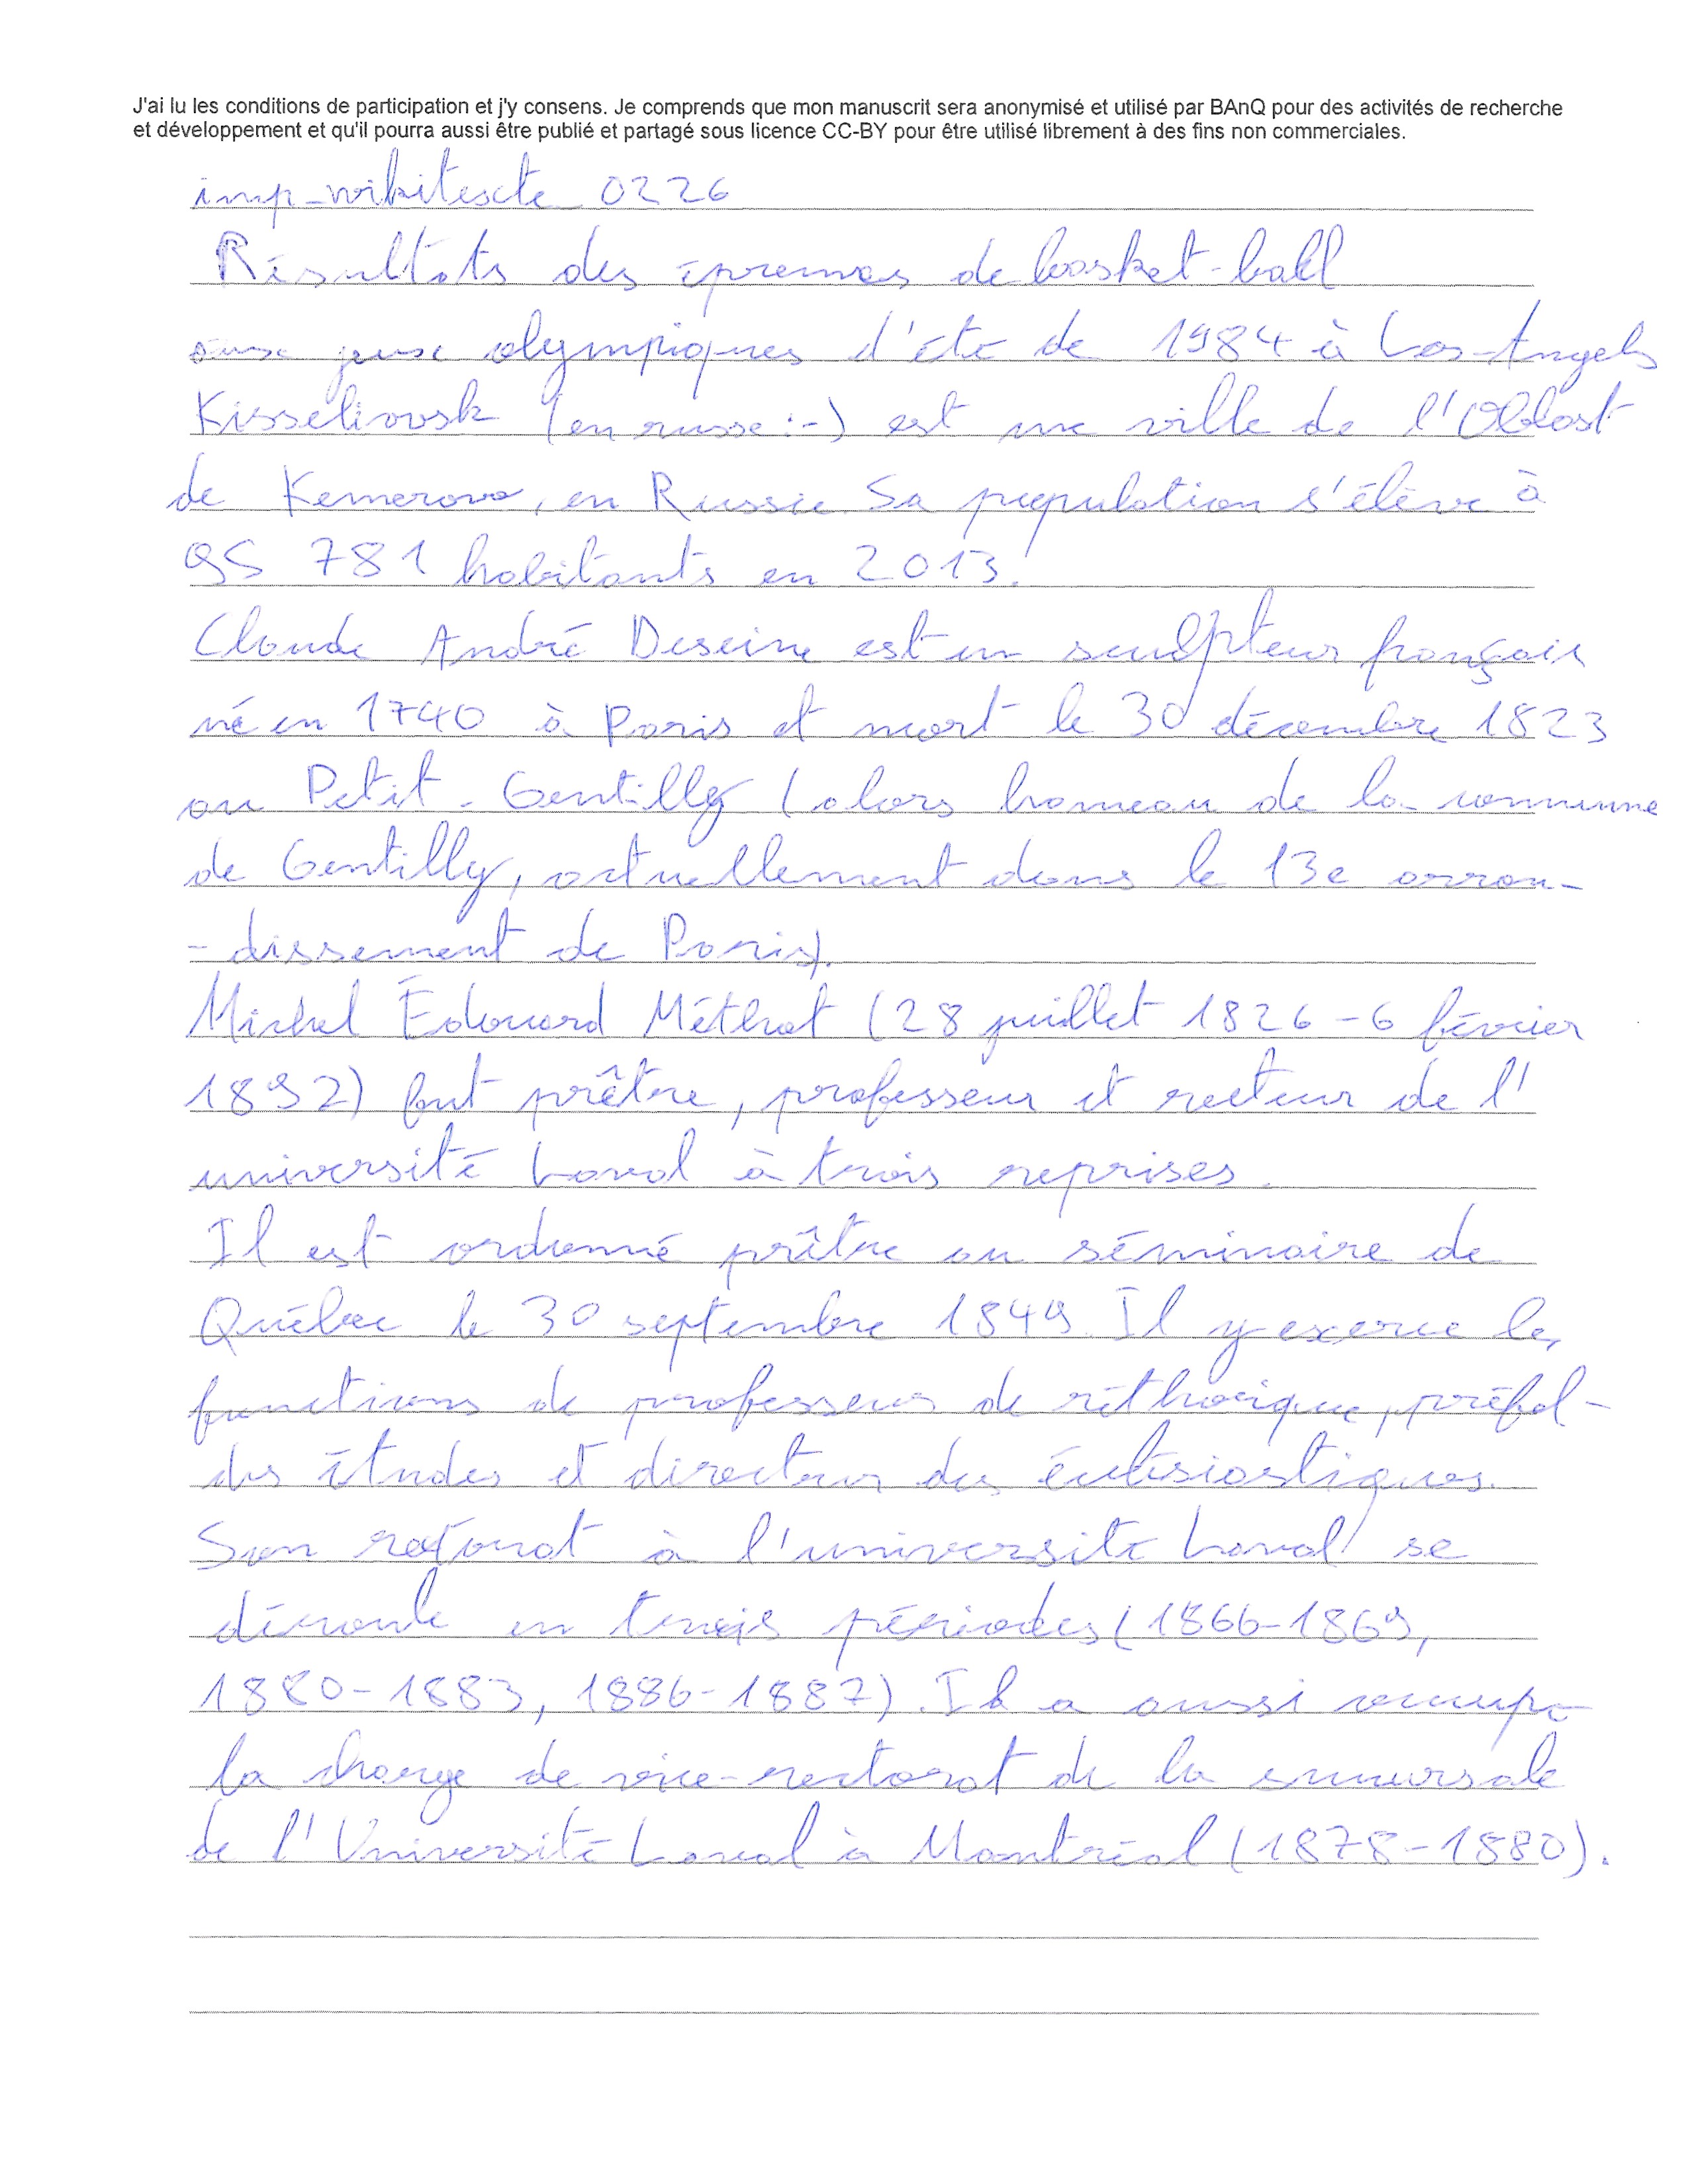 J'ai lu les conditions de participation et j'y consens. Je comprends que mon manuscrit sera anonymisé et utilisé par BAnQ pour des activités de recherche
et développement et qu'il pourra aussi être publié et partagé sous licence CC-BY pour être utilisé librement à des fins non commerciales.
imp_wikitexte_0226
Résultats des épreuves de basket-ball
aux jeux olympiques d'été de 1984 à Los-Angels
Kisseliovsk (en russe :-) est une ville de l'Oblast
de Kemerovo, en Russie. Sa population s'élève à
95 781 habitants en 2013.
Claude André Deseine est un sculpteur français
né en 1740 à Paris et mort le 30 décembre 1823
au Petit-Gentilly (alors hameau de la commune
de Gentilly, actuellement dans le 13e arron-
-dissement de Paris).
Michel Édouard Méthot (28 juillet 1826-6 février
1892) fut prêtre, professeur et recteur de l'
université Laval à trois reprises.
Il est ordonné prêtre au séminaire de
Québec le 30 septembre 1849. Il y exerce les
fonctions de professeur de réthorique, préfet
des études et directeur des écclésiastiques.
Son rectorat à l'université Laval se
déroule en trois périodes (1866-1869,
1880-1883, 1886-1887). Il a aussi occupé
la charge de vice-rectorat de la succursale
de l'Université Laval à Montréal (1878-1880).